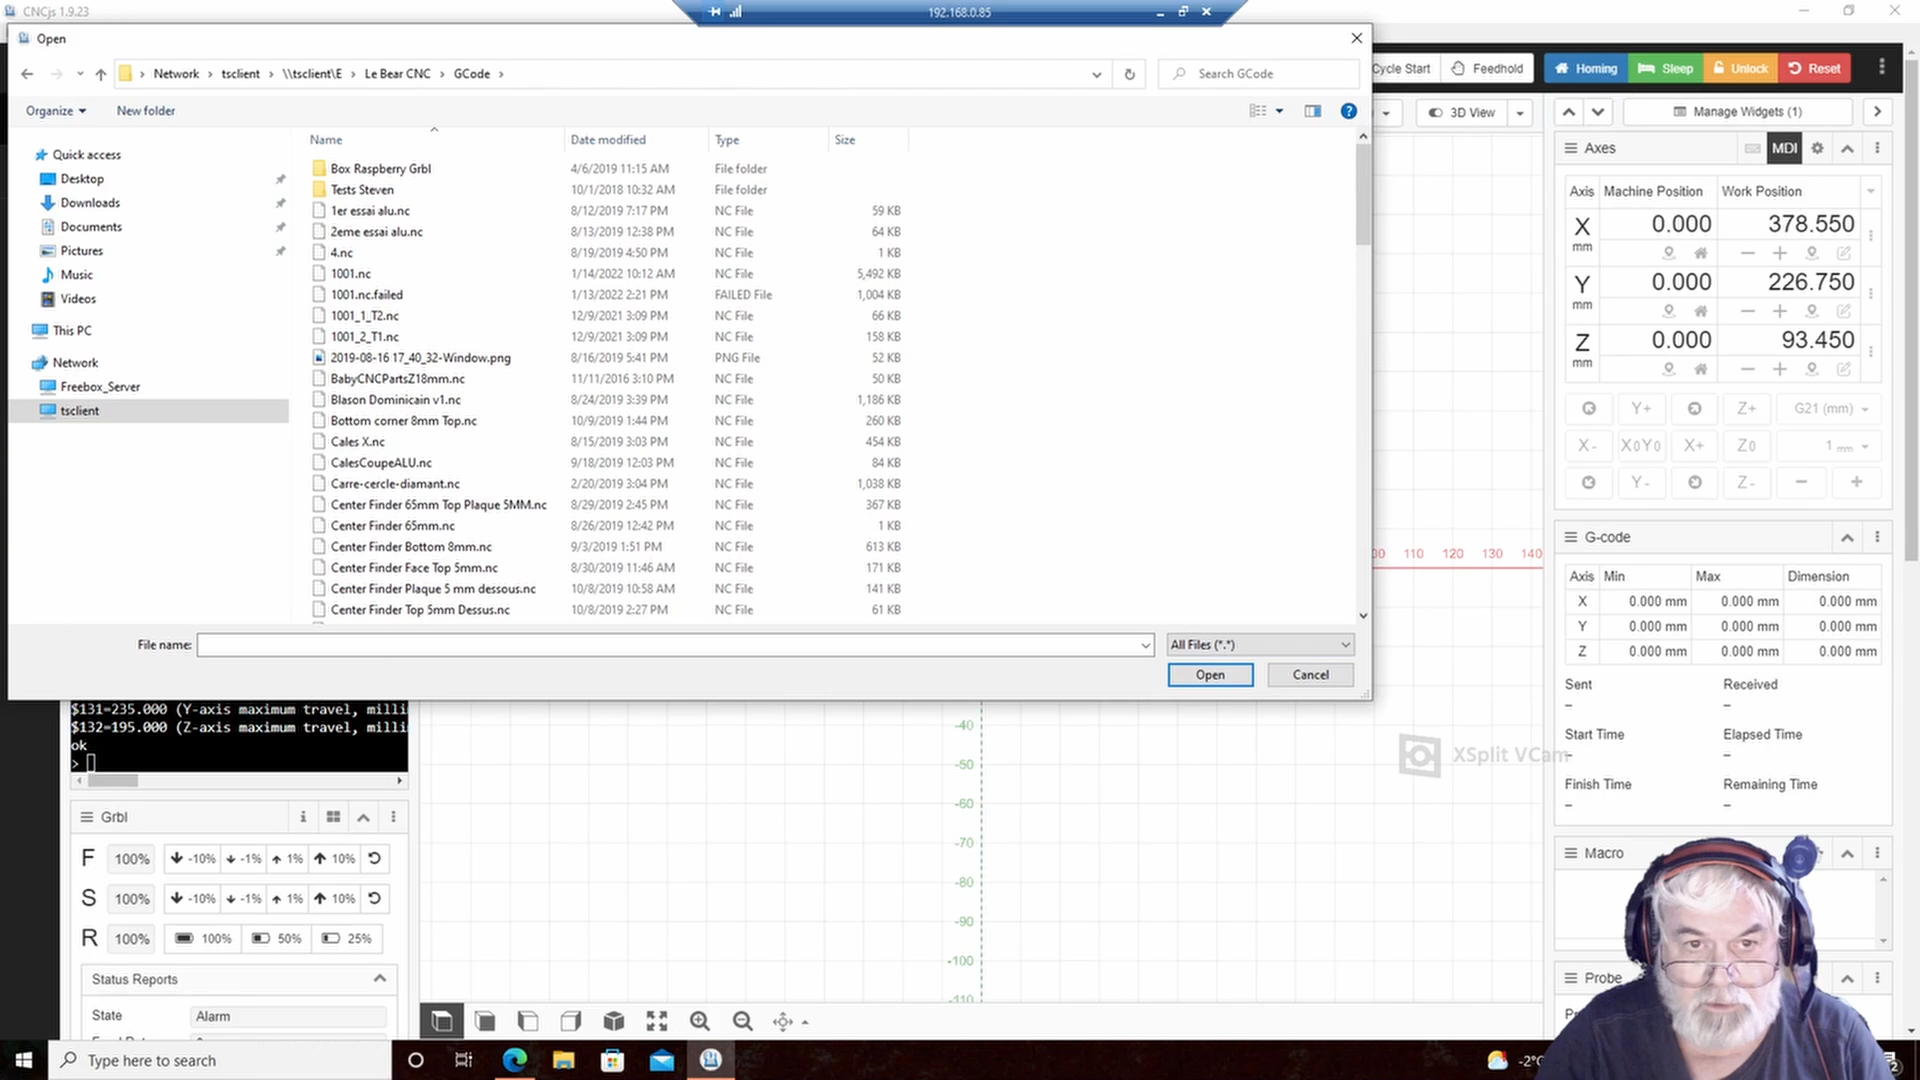 CNCjs 1.9.23
192.168.0.85
Open
Network > tsclient > \\tsclient\E > Le Bear CNC > GCode >
Search GCode
Organize
New folder
Quick access
Desktop
Downloads
Documents
Pictures
Music
Videos
This PC
Network
Freebox_Server
tsclient
Name Date modified Type Size
Box Raspberry Grbl 4/6/2019 11:15 AM File folder
Tests Steven 10/1/2018 10:32 AM File folder
1er essai alu.nc 8/12/2019 7:17 PM NC File 59 KB
2eme essai alu.nc 8/13/2019 12:38 PM NC File 64 KB
4.nc 8/19/2019 4:50 PM NC File 1 KB
1001.nc 1/14/2022 10:12 AM NC File 5,492 KB
1001.nc.failed 1/13/2022 2:21 PM FAILED File 1,004 KB
1001_1_T2.nc 12/9/2021 3:09 PM NC File 66 KB
1001_2_T1.nc 12/9/2021 3:09 PM NC File 158 KB
2019-08-16 17_40_32-Window.png 8/16/2019 5:41 PM PNG File 52 KB
BabyCNCPartsZ18mm.nc 11/11/2016 3:10 PM NC File 50 KB
Blason Dominicain v1.nc 8/24/2019 3:39 PM NC File 1,186 KB
Bottom corner 8mm Top.nc 10/9/2019 1:44 PM NC File 260 KB
Cales X.nc 8/15/2019 3:03 PM NC File 454 KB
CalesCoupeALU.nc 9/18/2019 12:03 PM NC File 84 KB
Carre-cercle-diamant.nc 2/20/2019 3:04 PM NC File 1,038 KB
Center Finder 65mm Top Plaque 5MM.nc 8/29/2019 2:45 PM NC File 367 KB
Center Finder 65mm.nc 8/26/2019 12:42 PM NC File 1 KB
Center Finder Bottom 8mm.nc 9/3/2019 1:51 PM NC File 613 KB
Center Finder Face Top 5mm.nc 8/30/2019 11:46 AM NC File 171 KB
Center Finder Plaque 5 mm dessous.nc 10/8/2019 10:58 AM NC File 141 KB
Center Finder Top 5mm Dessus.nc 10/8/2019 2:27 PM NC File 61 KB
File name:
All Files (*.*)
Open
Cancel
Cycle Start
Feedhold
Homing
Sleep
Unlock
Reset
3D View
Manage Widgets (1)
Axes
MDI
Axis Machine Position Work Position
X mm 0.000 378.550
Y mm 0.000 226.750
Z mm 0.000 93.450
Y+ Z+ G21 (mm)
X- X0Y0 X+ Z0 1 mm
Y- Z- − +
G-code
Axis Min Max Dimension
X 0.000 mm 0.000 mm 0.000 mm
Y 0.000 mm 0.000 mm 0.000 mm
Z 0.000 mm 0.000 mm 0.000 mm
Sent Received
– –
Start Time Elapsed Time
– –
Finish Time Remaining Time
– –
Macro
Probe
110 120 130 140
-40
-50
-60
-70
-80
-90
-100
-110
XSplit VCam
$131=235.000 (Y-axis maximum travel, milli
$132=195.000 (Z-axis maximum travel, milli
ok
>
Grbl
F 100% -10% -1% 1% 10%
S 100% -10% -1% 1% 10%
R 100% 100% 50% 25%
Status Reports
State Alarm
Type here to search